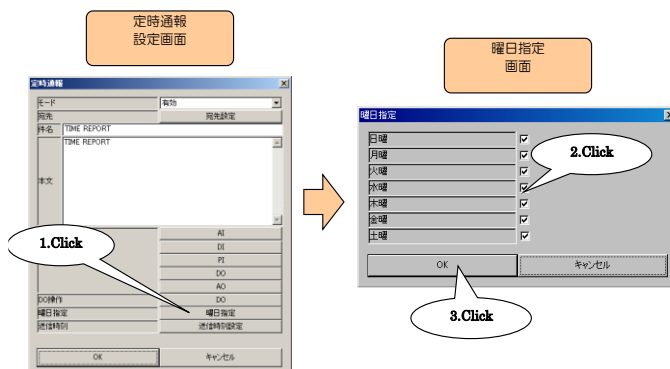 定時通報
設定画面
曜日指定
画面
定時通報
モード
有効
宛先
宛先設定
件名
TIME REPORT
本文
TIME REPORT
AI
DI
PI
DO
AO
DO操作
DO
曜日指定
曜日指定
送信時刻
送信時刻設定
OK
キャンセル
1.Click
曜日指定
日曜
月曜
火曜
水曜
木曜
金曜
土曜
OK
キャンセル
2.Click
3.Click